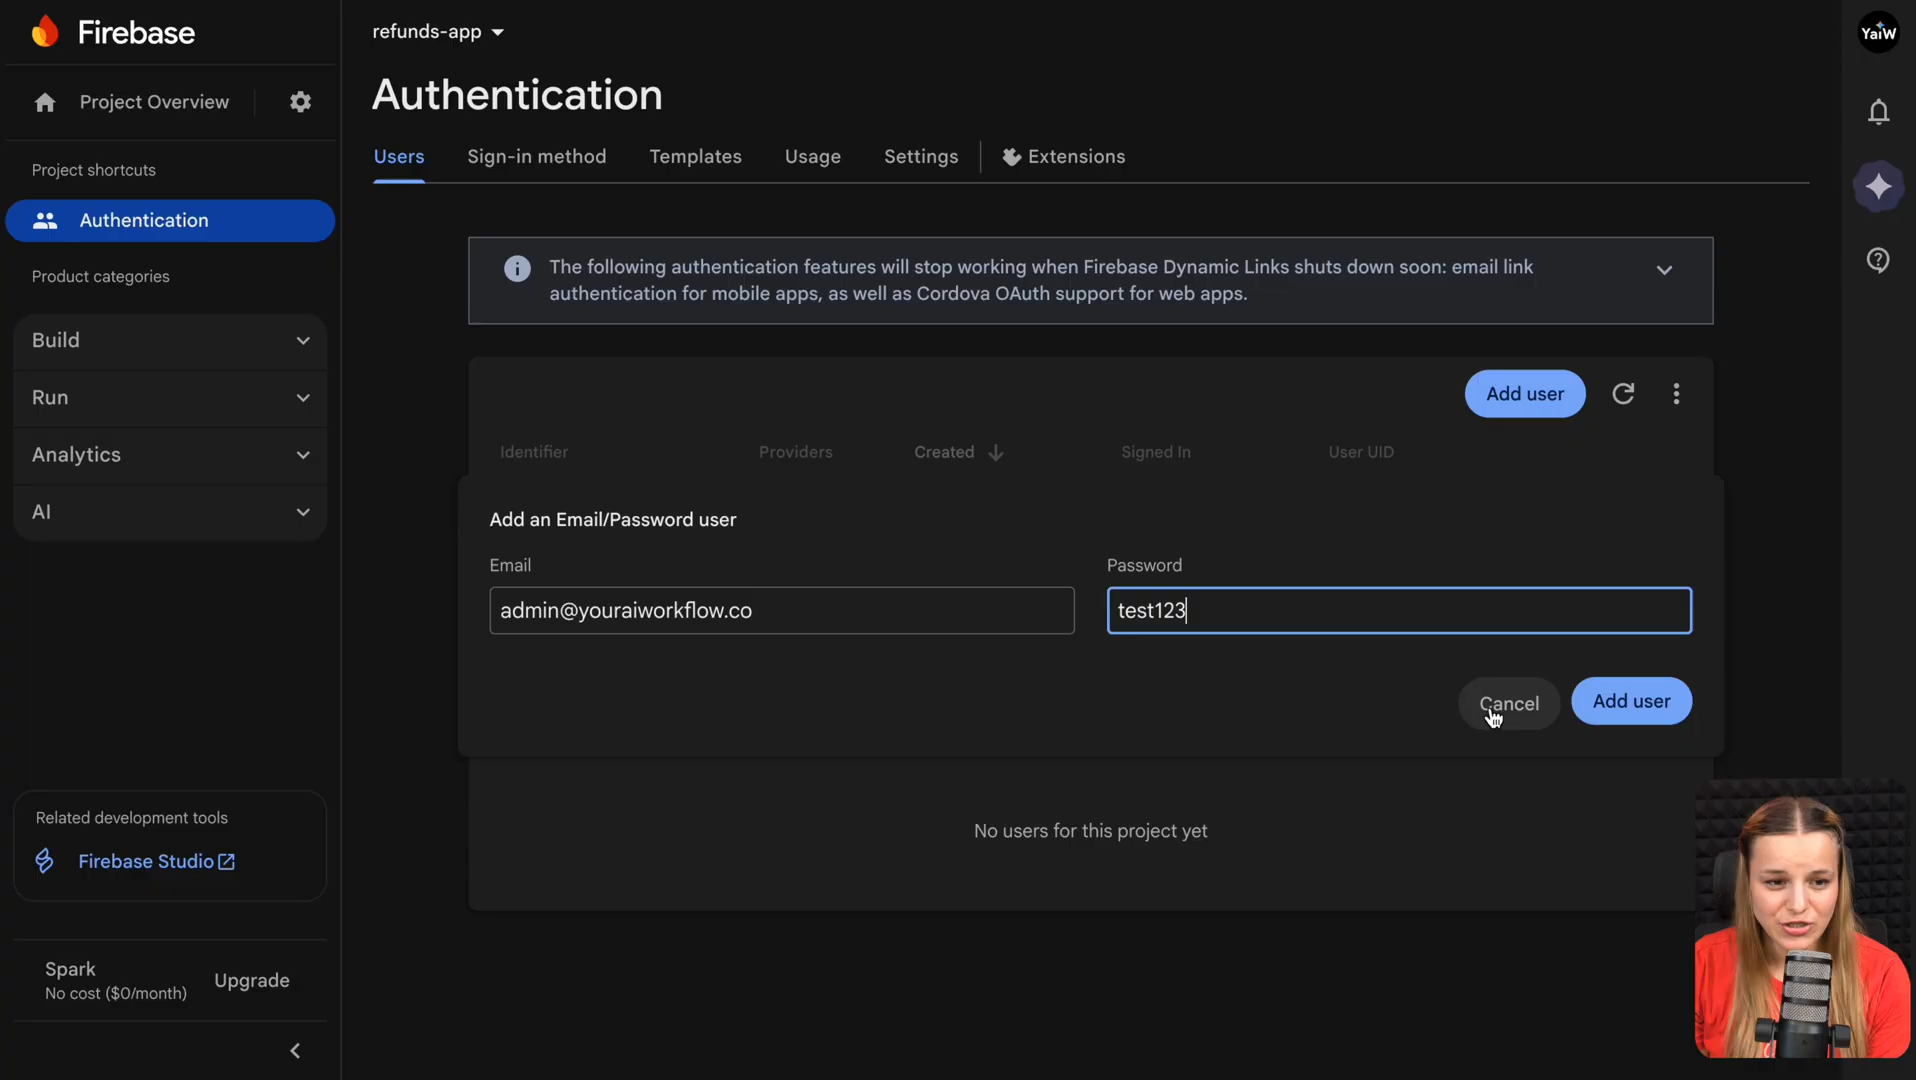 Firebase
refunds-app
YaiW
Project Overview
Authentication
Users
Sign-in method
Templates
Usage
Settings
Extensions
Project shortcuts
Authentication
Product categories
Build
Run
Analytics
AI
The following authentication features will stop working when Firebase Dynamic Links shuts down soon: email link
authentication for mobile apps, as well as Cordova OAuth support for web apps.
Add user
Identifier
Providers
Created
Signed In
User UID
Add an Email/Password user
Email
Password
admin@youraiworkflow.co
test123
Cancel
Add user
No users for this project yet
Related development tools
Firebase Studio
Spark
No cost ($0/month)
Upgrade